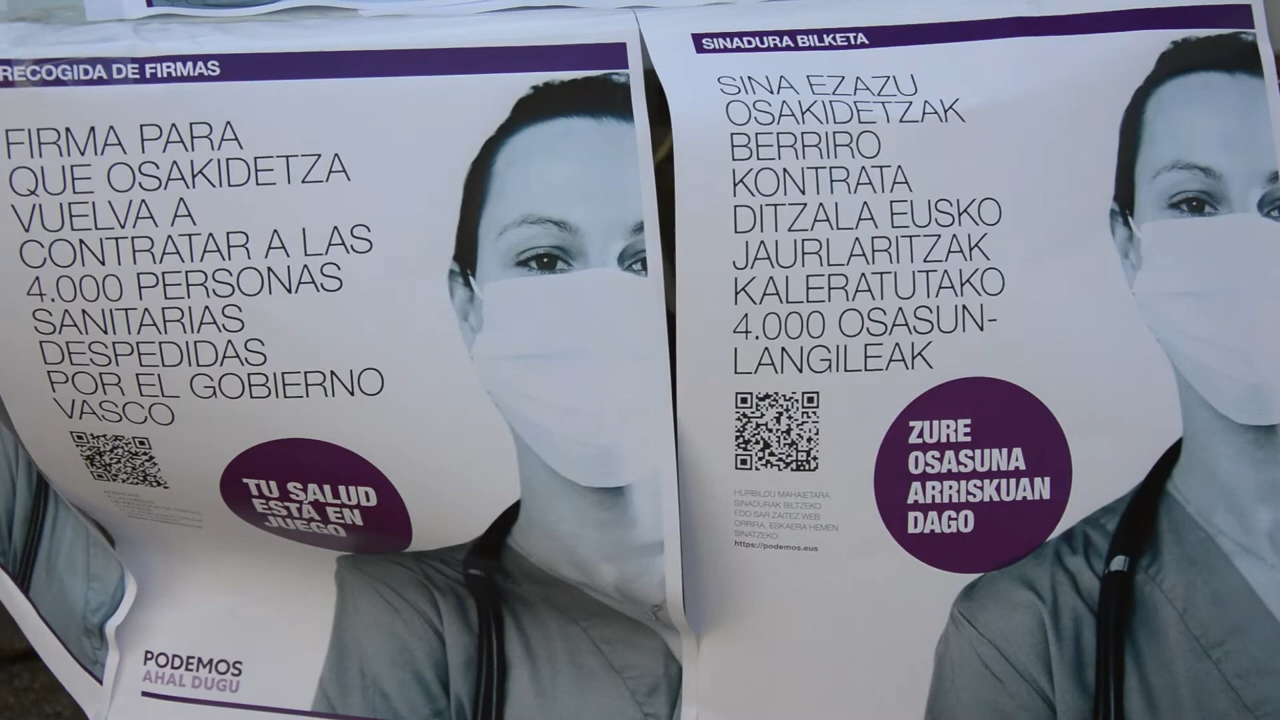 RECOGIDA DE FIRMAS
FIRMA PARA
QUE OSAKIDETZA
VUELVA A
CONTRATAR A LAS
4.000 PERSONAS
SANITARIAS
DESPEDIDAS
POR EL GOBIERNO
VASCO
TU SALUD
ESTÁ EN
JUEGO
PODEMOS
AHAL DUGU
SINADURA BILKETA
SINA EZAZU
OSAKIDETZAK
BERRIRO
KONTRATA
DITZALA EUSKO
JAURLARITZAK
KALERATUTAKO
4.000 OSASUN-
LANGILEAK
HURBILDU MAHAIETARA
SINADURAK BILTZEKO
EDO SAR ZAITEZ WEB
ORRIRA, ESKAERA HEMEN
SINATZEKO:
https://podemos.eus
ZURE
OSASUNA
ARRISKUAN
DAGO